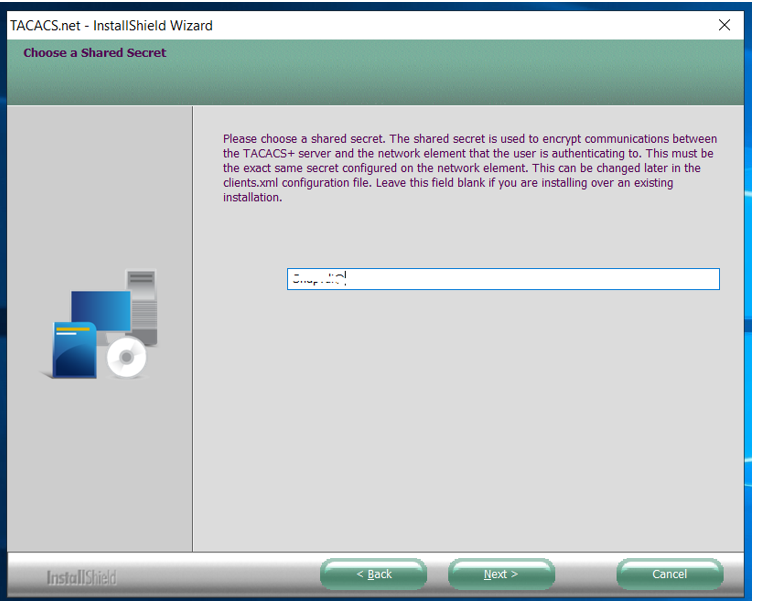 TACACS.net - InstallShield Wizard
Choose a Shared Secret
Please choose a shared secret. The shared secret is used to encrypt communications between
the TACACS+ server and the network element that the user is authenticating to. This must be
the exact same secret configured on the network element. This can be changed later in the
clients.xml configuration file. Leave this field blank if you are installing over an existing
installation.
InstallShield
< Back
Next >
Cancel